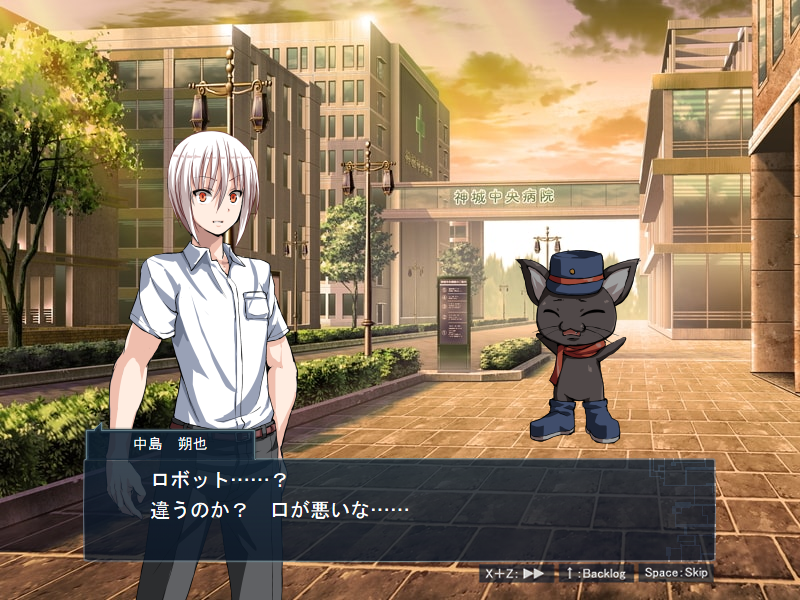 神城中央病院
中島　朔也
ロボット……？
違うのか？　口が悪いな……
X+Z:▶▶ ↑:Backlog Space:Skip